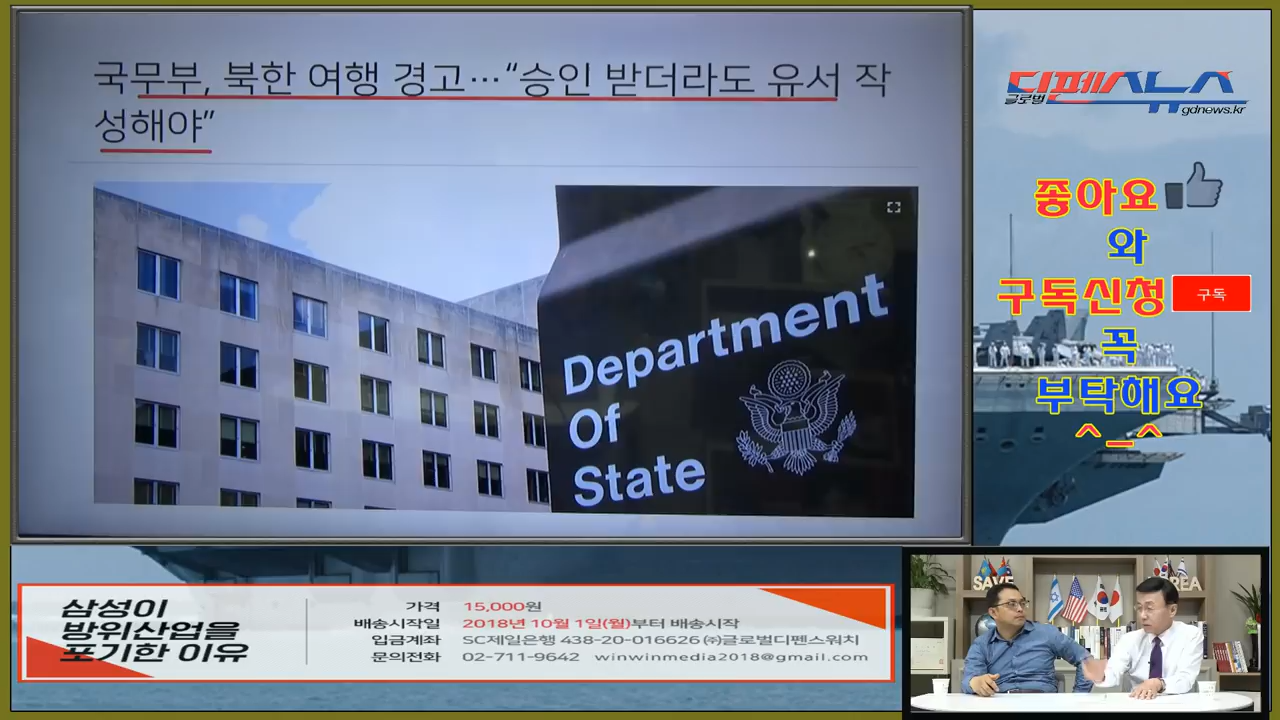 국무부, 북한 여행 경고…“승인 받더라도 유서 작
성해야”
Department
Of
State
디펜스뉴스
글로벌
gdnews.kr
좋아요
와
구독신청 구독
꼭
부탁해요
^_^
삼성이
방위산업을
포기한 이유
가격 15,000원
배송시작일 2018년 10월 1일(월)부터 배송시작
입금계좌 SC제일은행 438-20-016626 ㈜글로벌디펜스워치
문의전화 02-711-9642 winwinmedia2018@gmail.com
SAVE